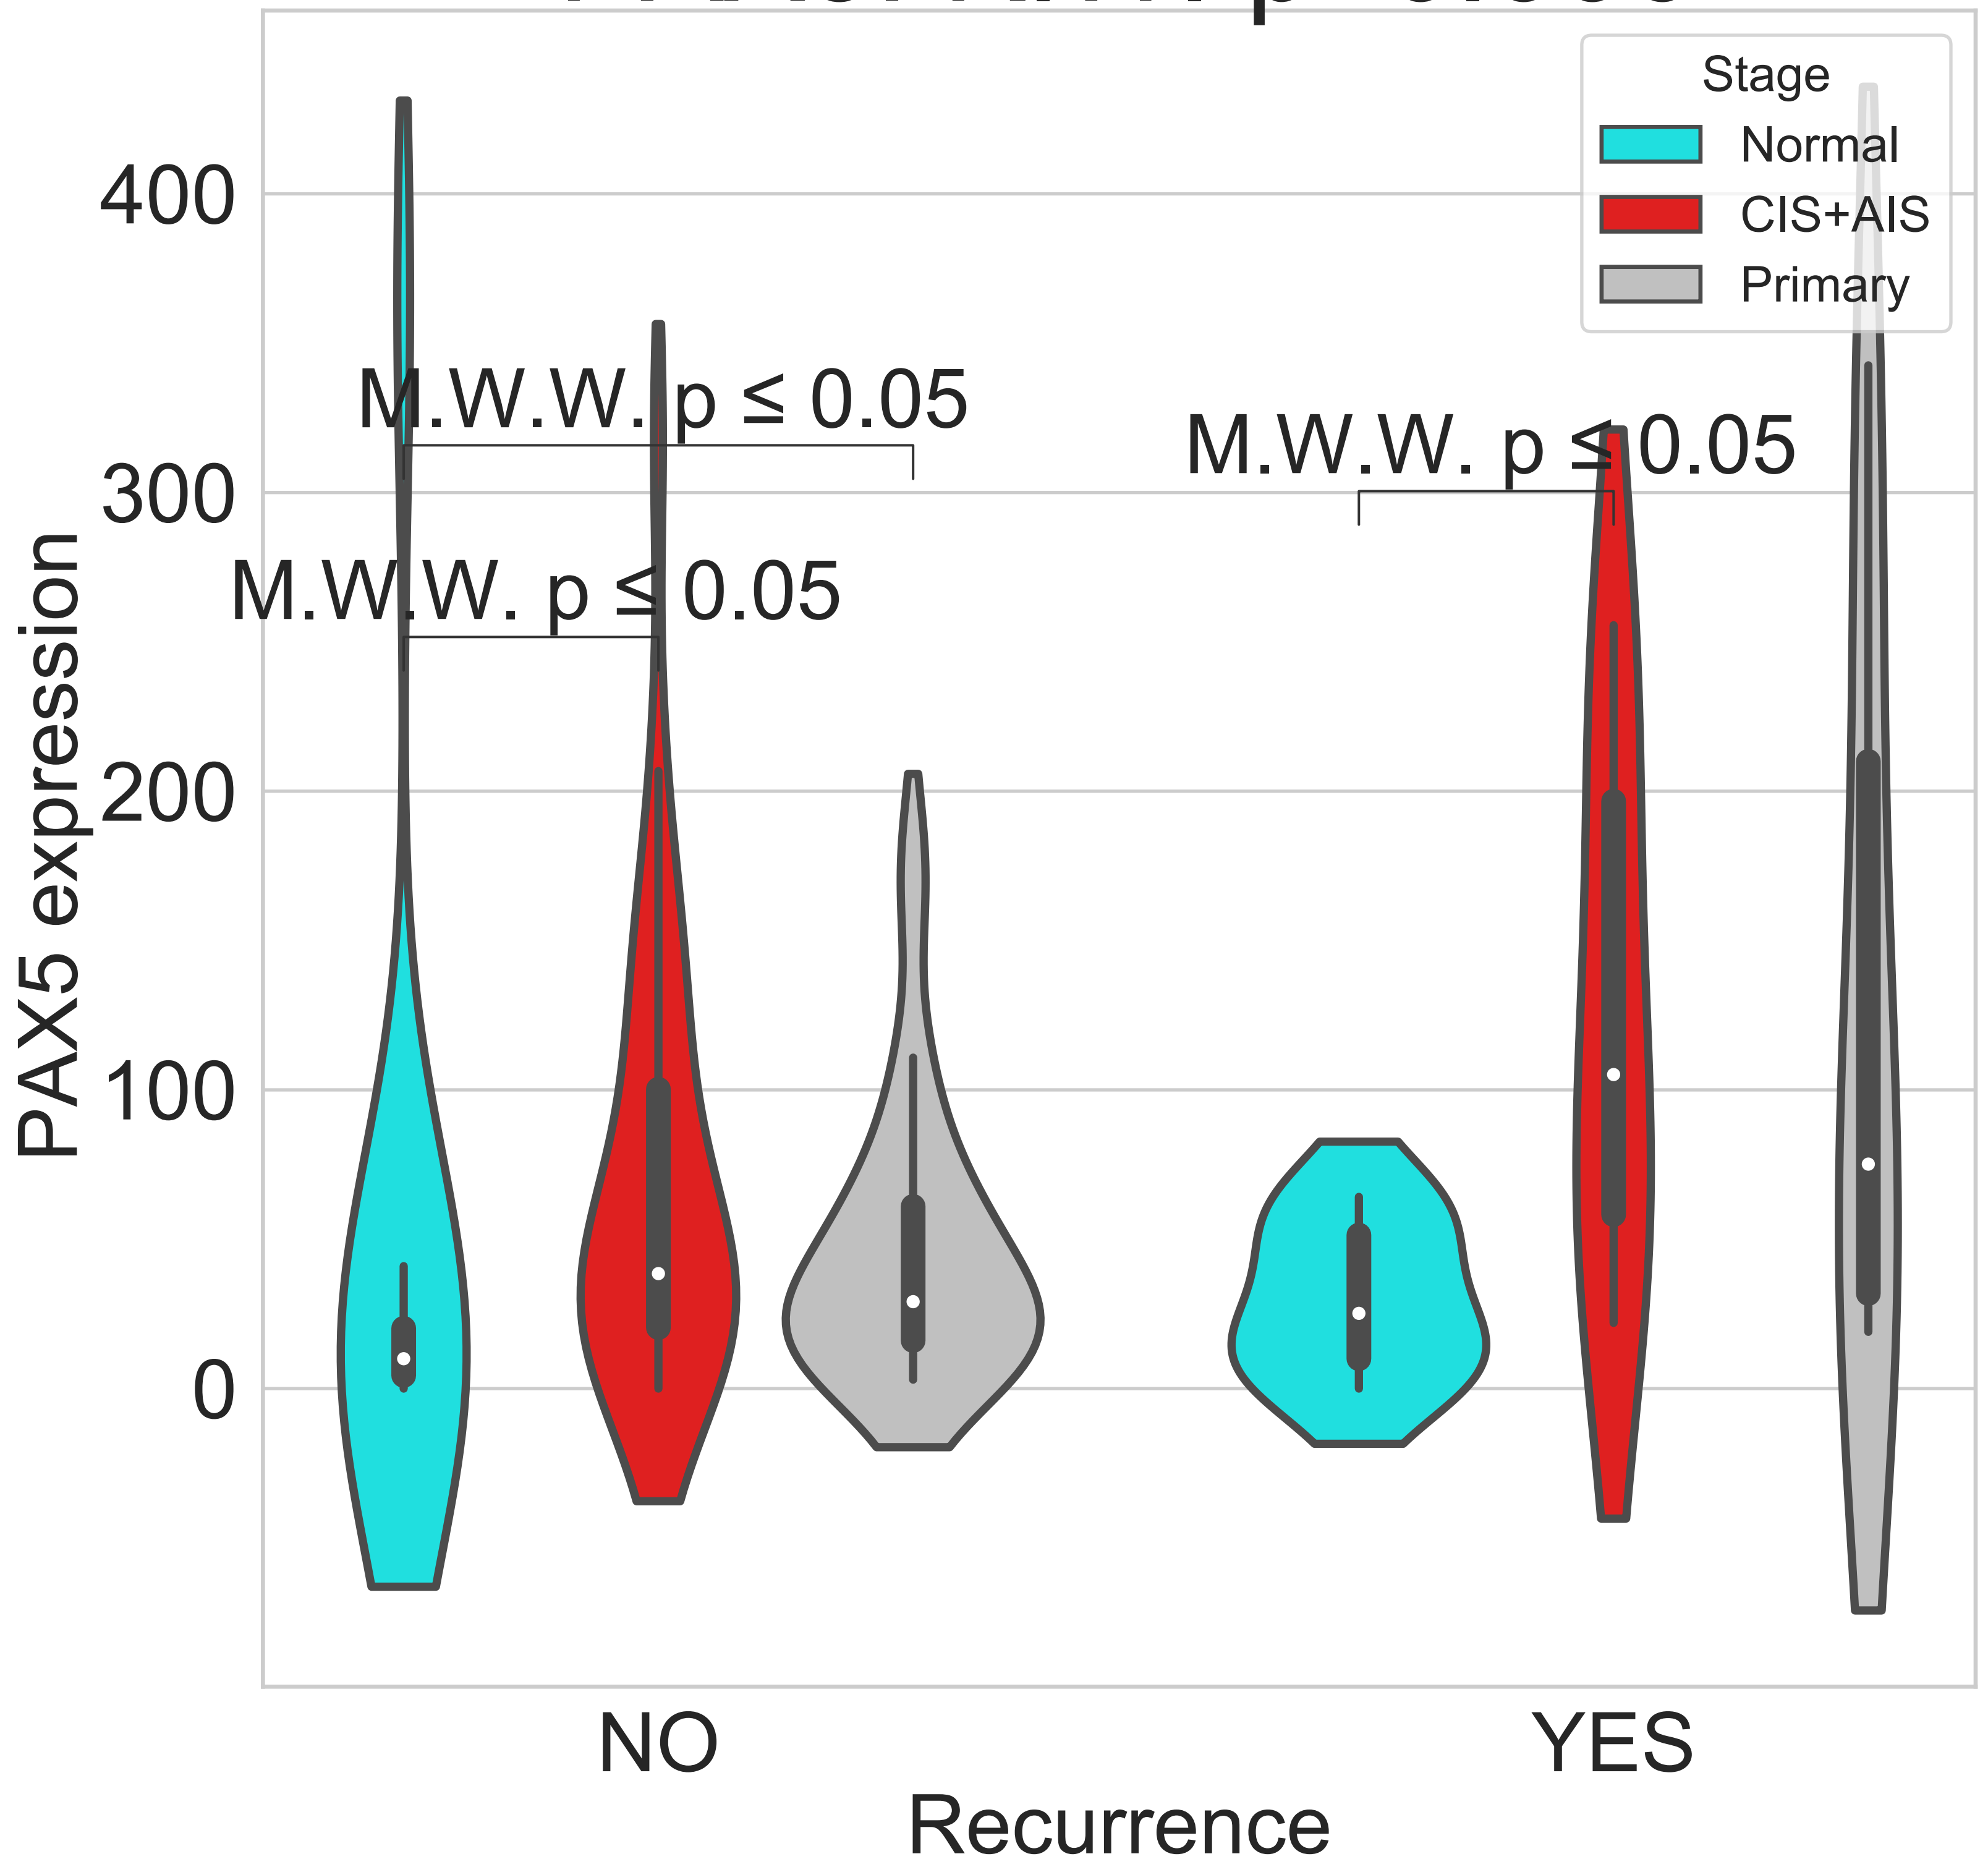 Stage
Normal
CIS+AIS
Primary
400
300
200
100
0
PAX5 expression
M.W.W. p ≤ 0.05
M.W.W. p ≤ 0.05
M.W.W. p ≤ 0.05
NO
YES
Recurrence